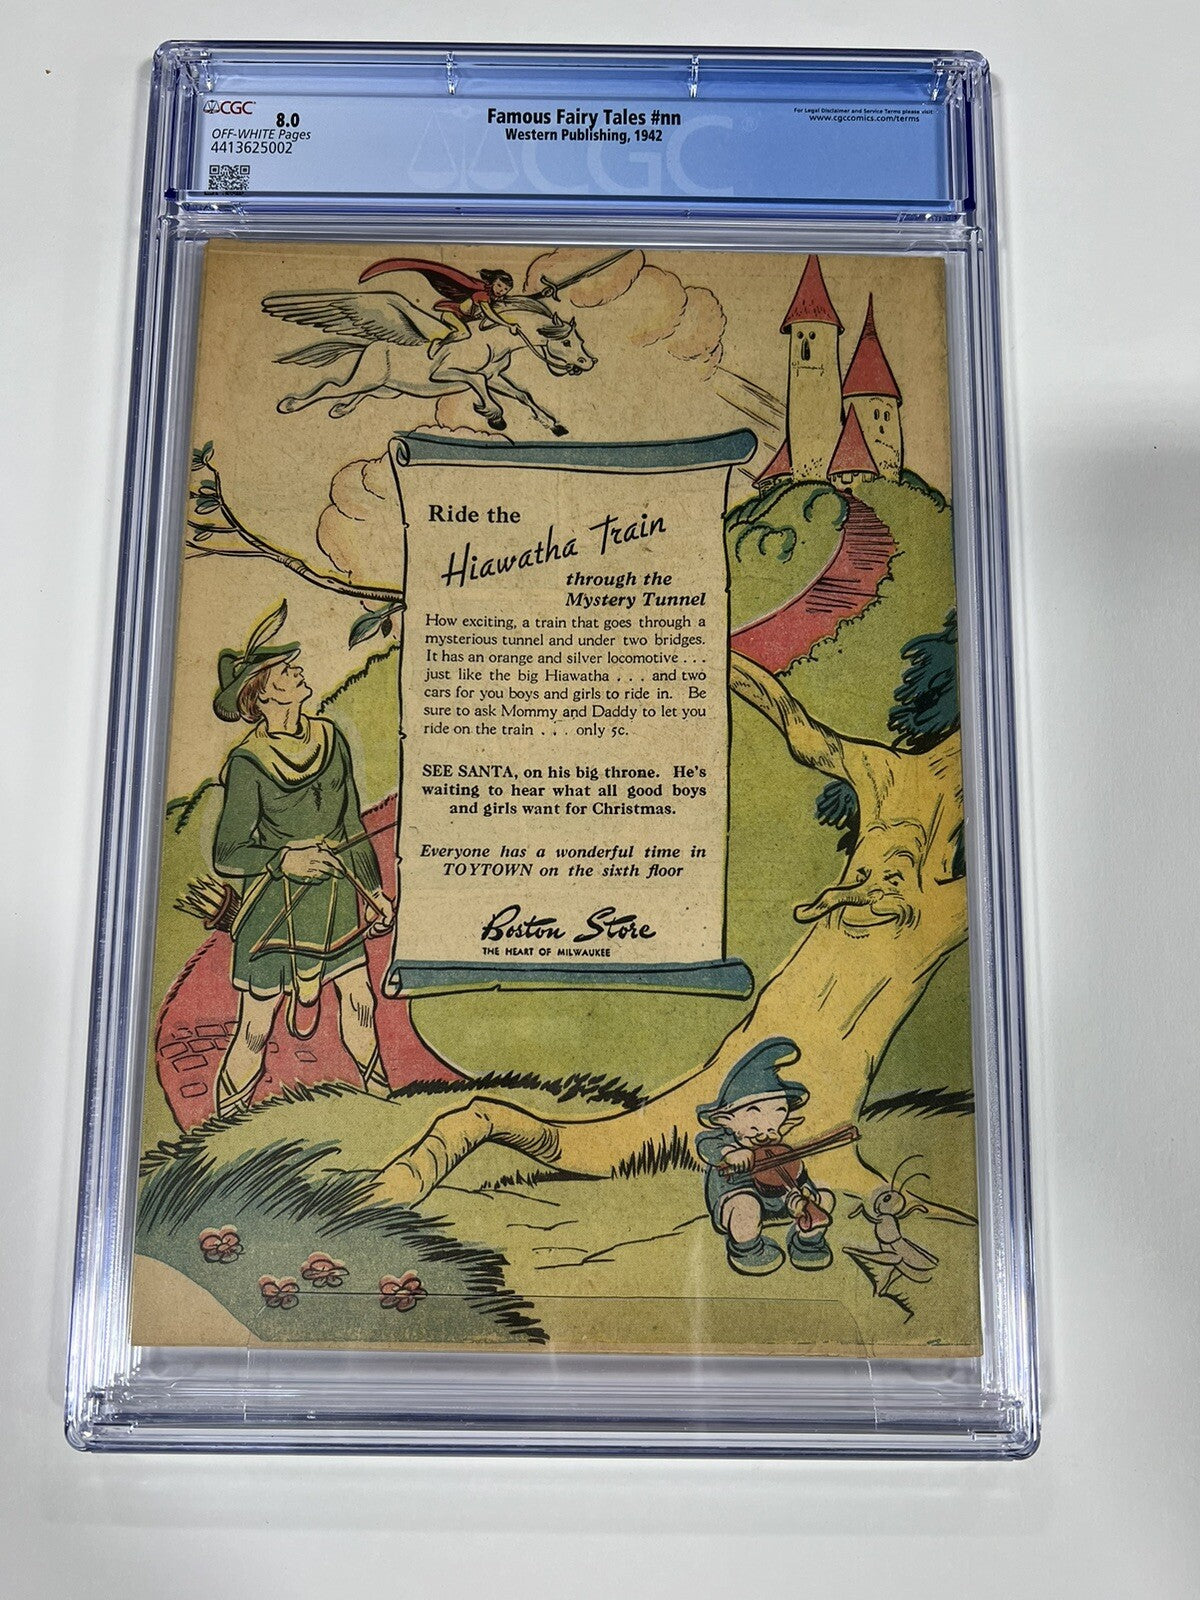 CGC
8.0
OFF-WHITE Pages
4413625002
Famous Fairy Tales #nn
Western Publishing, 1942
For Legal Disclaimer and Service Terms please visit
www.cgccomics.com/terms
CGC
Ride the
Hiawatha Train
through the
Mystery Tunnel
How exciting, a train that goes through a
mysterious tunnel and under two bridges.
It has an orange and silver locomotive . . .
just like the big Hiawatha . . . and two
cars for you boys and girls to ride in. Be
sure to ask Mommy and Daddy to let you
ride on the train . . . only 5c.
SEE SANTA, on his big throne. He's
waiting to hear what all good boys
and girls want for Christmas.
Everyone has a wonderful time in
TOYTOWN on the sixth floor
Boston Store
THE HEART OF MILWAUKEE